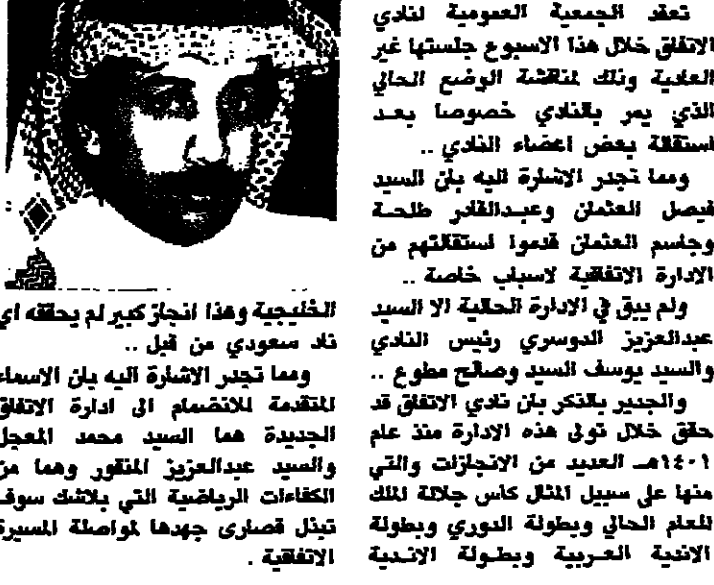 تعقد الجمعية العمومية لنادي
الاتفاق خلال هذا الاسبوع جلستها غير
العادية وذلك لمناقشة الوضع الحالي
الذي يمر بالنادي خصوصا بعد
استقالة بعض اعضاء النادي ..
ومما تجدر الاشارة اليه بان السيد
فيصل العثمان وعبدالقادر طلحة
وجاسم العثمان قدموا استقالتهم من
الادارة الاتفاقية لاسباب خاصة ..
ولم يبق في الادارة الحالية الا السيد
عبدالعزيز الدوسري رئيس النادي
والسيد يوسف السيد وصالح مطوع ..
والجدير بالذكر بان نادي الاتفاق قد
حقق خلال تولى هذه الادارة منذ عام
١٤٠١هـ العديد من الانجازات والتي
منها على سبيل المثال كاس جلالة الملك
للعام الحالي وبطولة الدوري وبطولة
الاندية العربية وبطولة الاندية
الخليجية وهذا انجاز كبير لم يحققه اي
ناد سعودي من قبل ..
ومما تجدر الاشارة اليه بان الاسماء
المتقدمة للانضمام الى ادارة الاتفاق
الجديدة هما السيد محمد المعجل
والسيد عبدالعزيز المنقور وهما من
الكفاءات الرياضية التي بلاشك سوف
تبذل قصارى جهدها لمواصلة المسيرة
الاتفاقية .